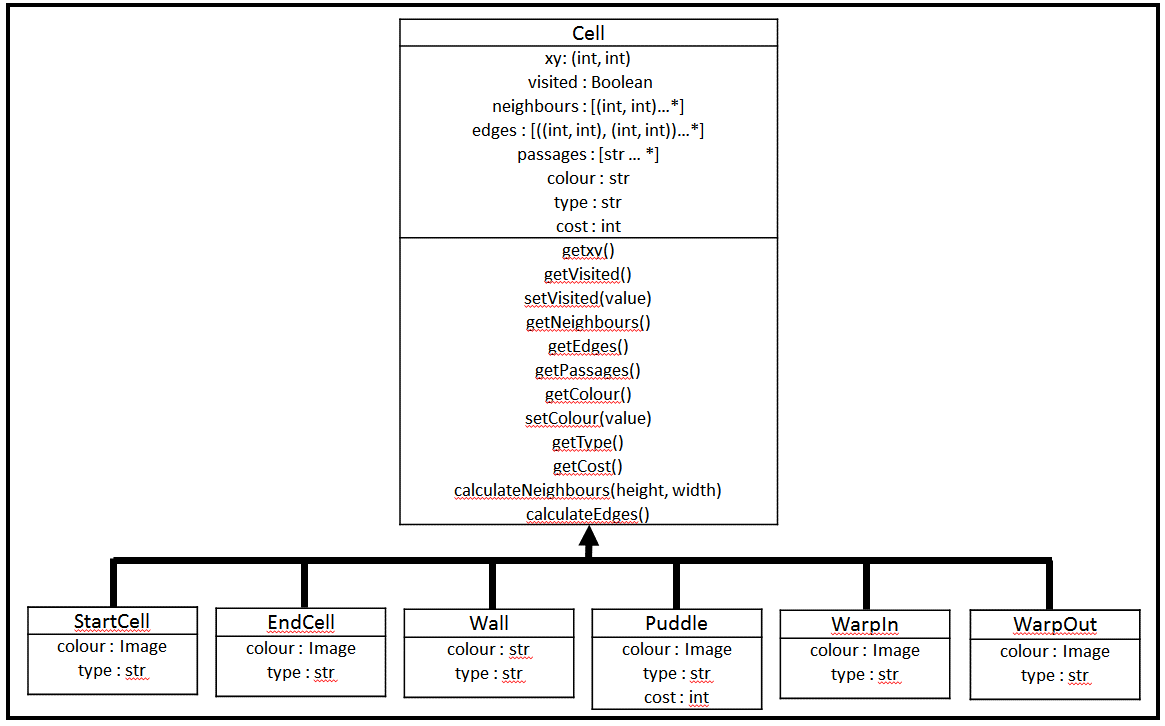 Cell
xy: (int, int)
visited : Boolean
neighbours : [(int, int)...*]
edges : [((int, int), (int, int))...*]
passages : [str ... *]
colour : str
type : str
cost : int
getxy()
getVisited()
setVisited(value)
getNeighbours()
getEdges()
getPassages()
getColour()
setColour(value)
getType()
getCost()
calculateNeighbours(height, width)
calculateEdges()
StartCell
colour : Image
type : str
EndCell
colour : Image
type : str
Wall
colour : str
type : str
Puddle
colour : Image
type : str
cost : int
WarpIn
colour : Image
type : str
WarpOut
colour : Image
type : str